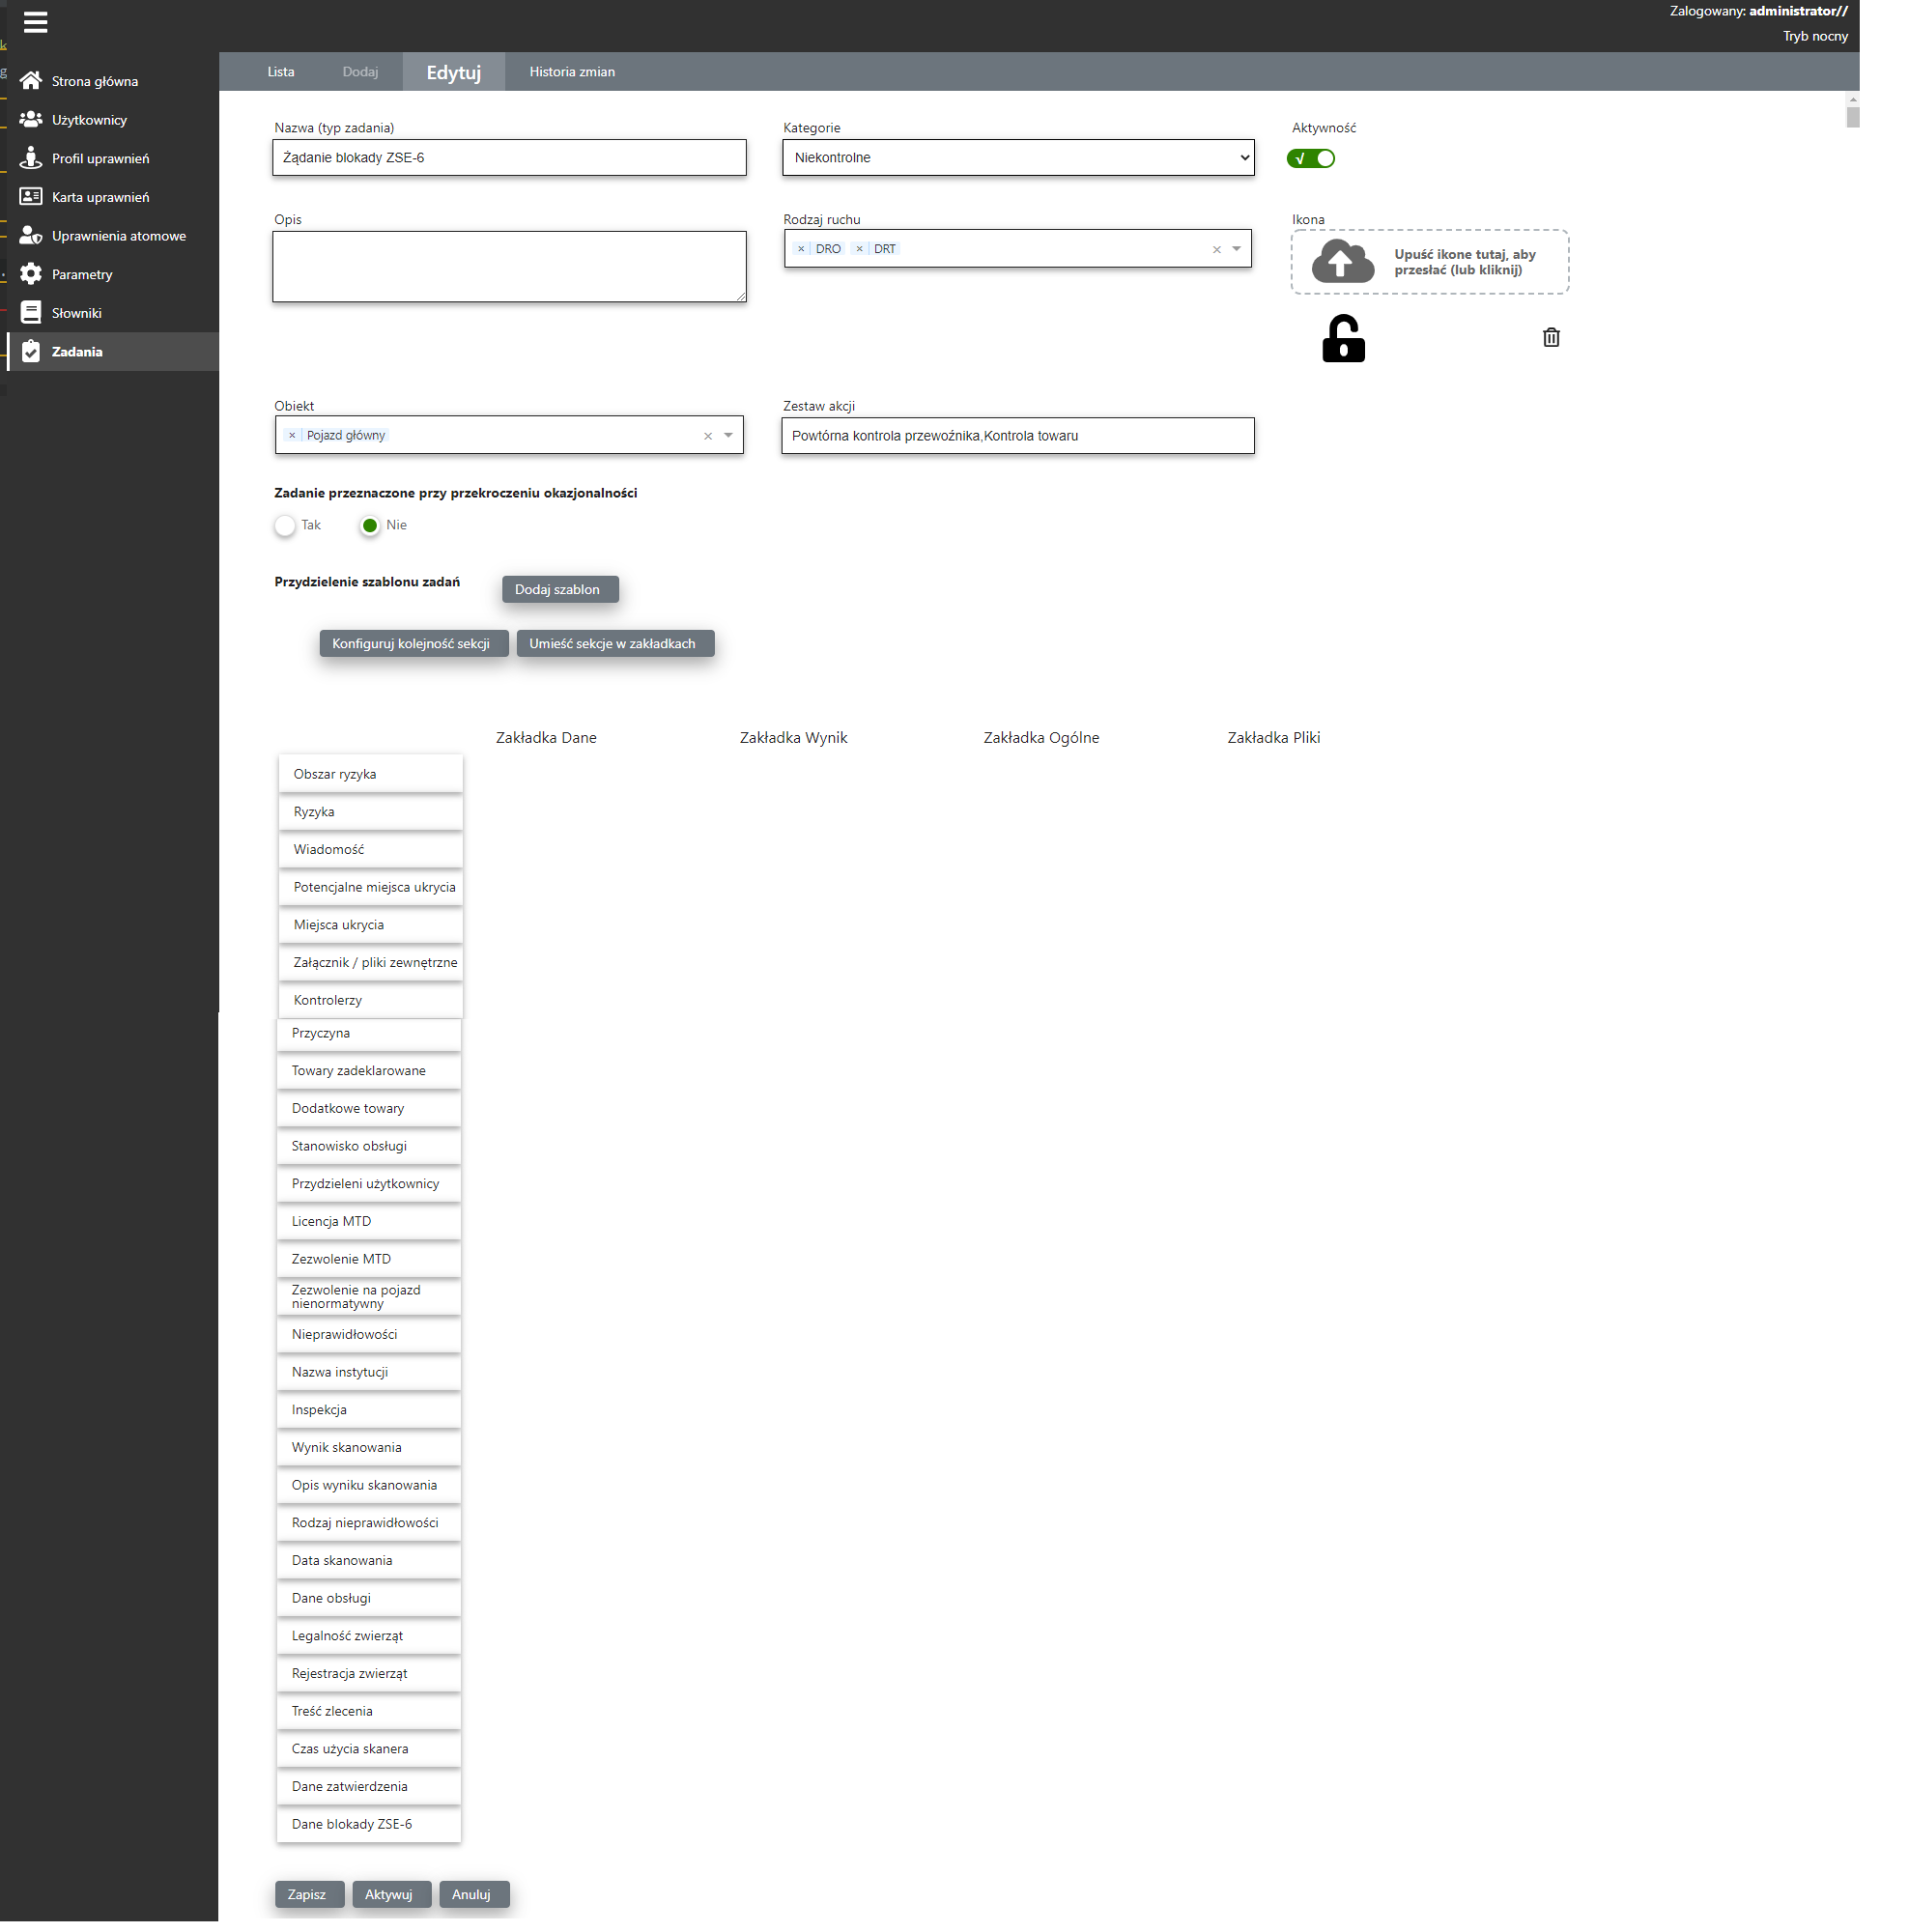 Zalogowany: administrator//
Tryb nocny
Strona główna
Użytkownicy
Profil uprawnień
Karta uprawnień
Uprawnienia atomowe
Parametry
Słowniki
Zadania
Lista
Dodaj
Edytuj
Historia zmian
Nazwa (typ zadania)
Żądanie blokady ZSE-6
Kategorie
Niekontrolne
Aktywność
Opis
Rodzaj ruchu
× DRO × DRT
Ikona
Upuść ikone tutaj, aby
przesłać (lub kliknij)
Obiekt
× Pojazd główny
Zestaw akcji
Powtórna kontrola przewoźnika,Kontrola towaru
Zadanie przeznaczone przy przekroczeniu okazjonalności
Tak
Nie
Przydzielenie szablonu zadań
Dodaj szablon
Konfiguruj kolejność sekcji
Umieść sekcje w zakładkach
Zakładka Dane
Zakładka Wynik
Zakładka Ogólne
Zakładka Pliki
Obszar ryzyka
Ryzyka
Wiadomość
Potencjalne miejsca ukrycia
Miejsca ukrycia
Załącznik / pliki zewnętrzne
Kontrolerzy
Przyczyna
Towary zadeklarowane
Dodatkowe towary
Stanowisko obsługi
Przydzieleni użytkownicy
Licencja MTD
Zezwolenie MTD
Zezwolenie na pojazd
nienormatywny
Nieprawidłowości
Nazwa instytucji
Inspekcja
Wynik skanowania
Opis wyniku skanowania
Rodzaj nieprawidłowości
Data skanowania
Dane obsługi
Legalność zwierząt
Rejestracja zwierząt
Treść zlecenia
Czas użycia skanera
Dane zatwierdzenia
Dane blokady ZSE-6
Zapisz
Aktywuj
Anuluj